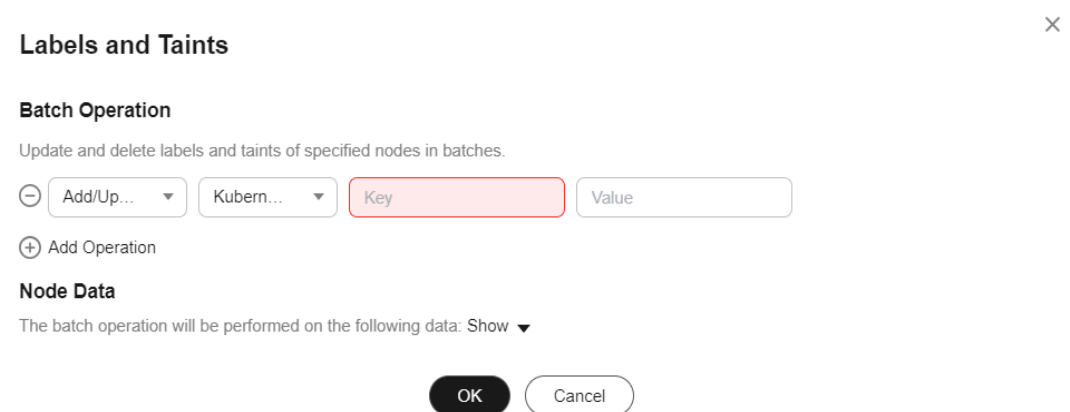 Labels and Taints
Batch Operation
Update and delete labels and taints of specified nodes in batches.
Add/Up... Kubern... Key Value
Add Operation
Node Data
The batch operation will be performed on the following data: Show
OK Cancel